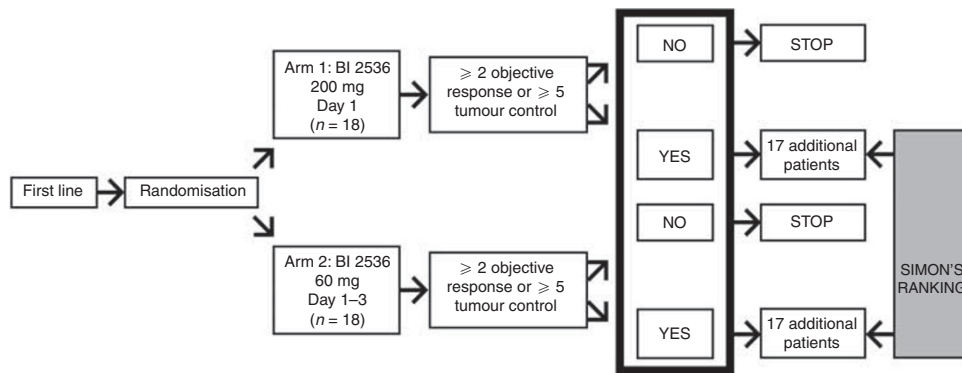 First line
Randomisation
Arm 1: BI 2536
200 mg
Day 1
(n = 18)
⩾ 2 objective
response or ⩾ 5
tumour control
NO
STOP
YES
17 additional
patients
Arm 2: BI 2536
60 mg
Day 1–3
(n = 18)
⩾ 2 objective
response or ⩾ 5
tumour control
NO
STOP
YES
17 additional
patients
SIMON'S
RANKING